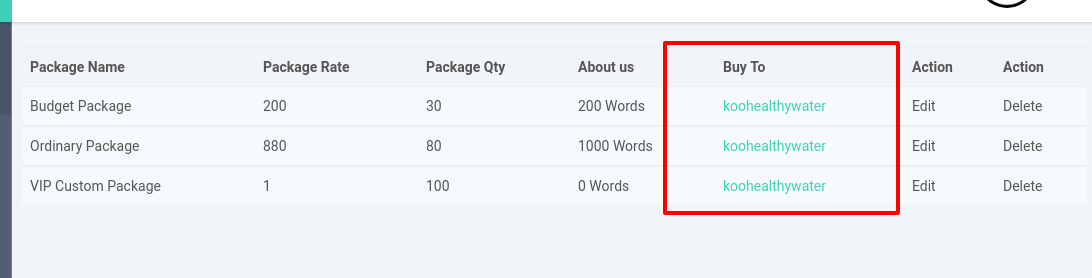 Package Name Package Rate Package Qty About us Buy To Action Action
Budget Package 200 30 200 Words koohealthywater Edit Delete
Ordinary Package 880 80 1000 Words koohealthywater Edit Delete
VIP Custom Package 1 100 0 Words koohealthywater Edit Delete